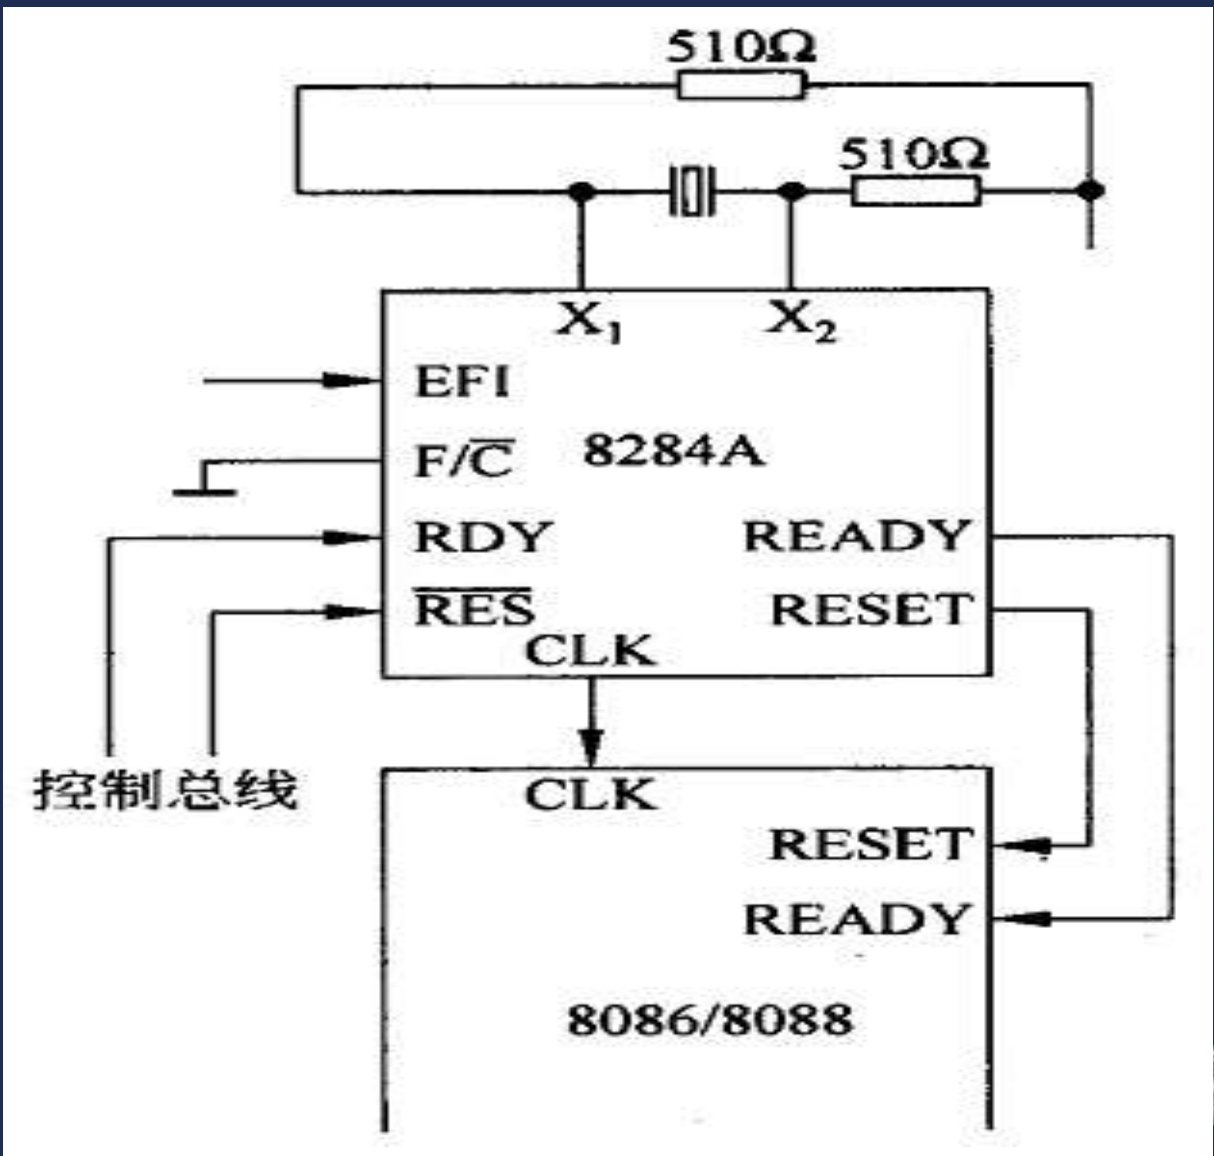 510Ω
510Ω
X₁
X₂
EFI
F/C̅
8284A
RDY
READY
R̅E̅S̅
RESET
CLK
控制总线
CLK
RESET
READY
8086/8088